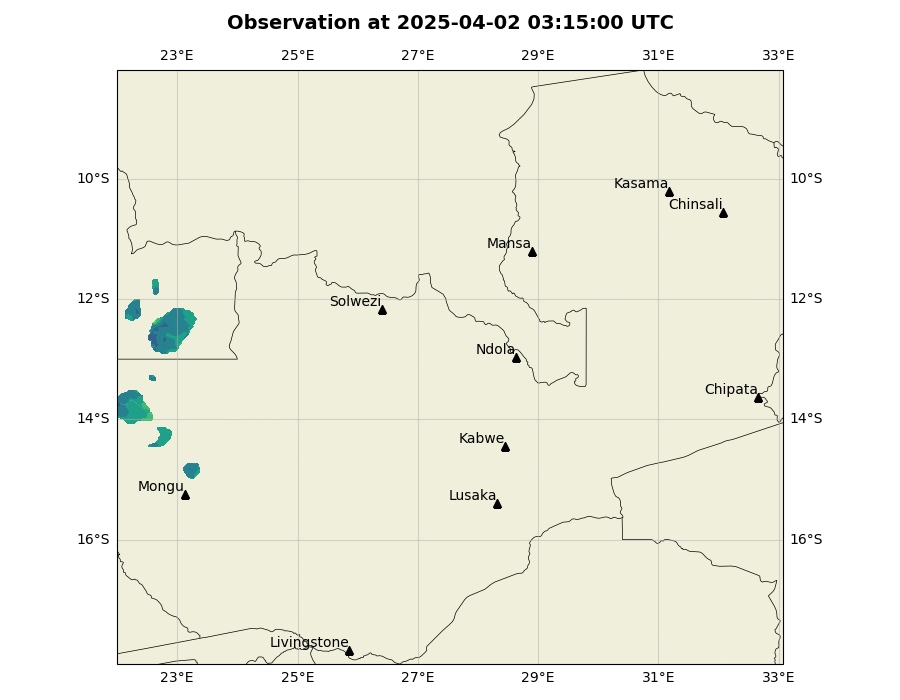 Observation at 2025-04-02 03:15:00 UTC
23°E 25°E 27°E 29°E 31°E 33°E
10°S 10°S
Kasama
Chinsali
Mansa
12°S 12°S
Solwezi
Ndola
Chipata
14°S 14°S
Kabwe
Mongu
Lusaka
16°S 16°S
Livingstone
23°E 25°E 27°E 29°E 31°E 33°E